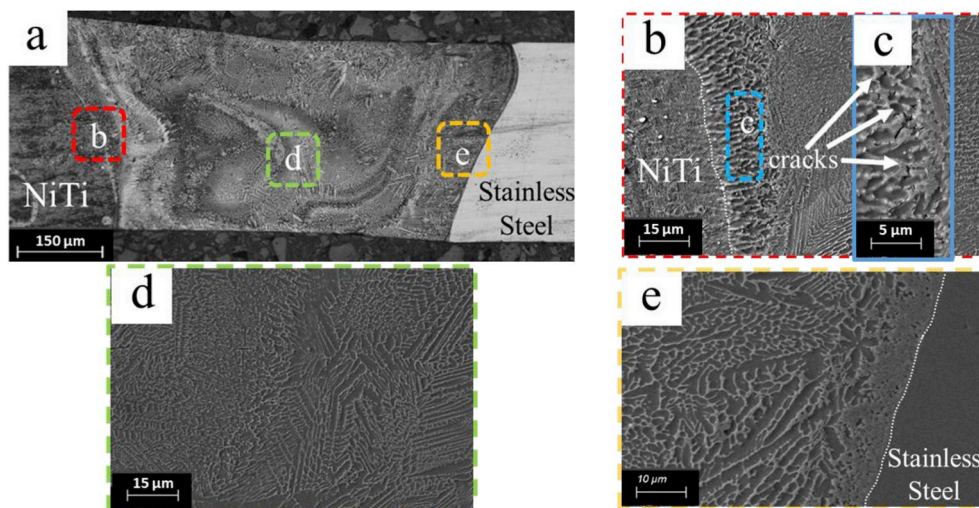 a
b
d
e
NiTi
Stainless
Steel
150 µm
b
c
NiTi
15 µm
c
cracks
5 µm
d
15 µm
e
Stainless
Steel
10 µm